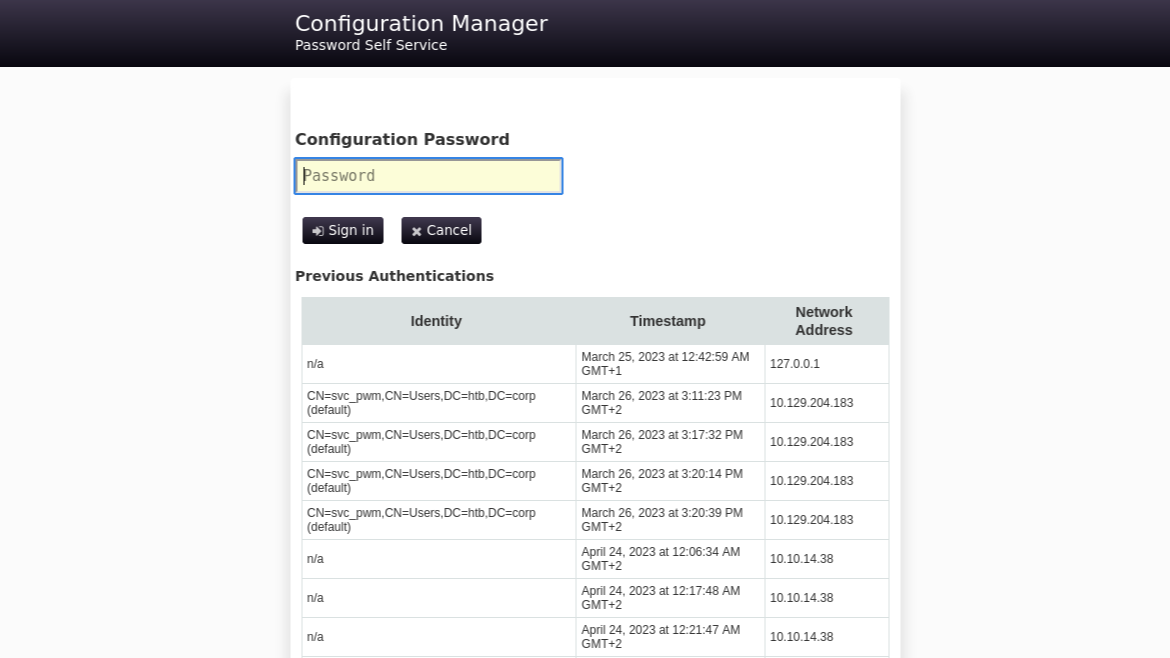 Configuration Manager
Password Self Service
Configuration Password
Password
Sign in Cancel
Previous Authentications
Identity Timestamp Network
Address
n/a March 25, 2023 at 12:42:59 AM
GMT+1 127.0.0.1
CN=svc_pwm,CN=Users,DC=htb,DC=corp
(default) March 26, 2023 at 3:11:23 PM
GMT+2 10.129.204.183
CN=svc_pwm,CN=Users,DC=htb,DC=corp
(default) March 26, 2023 at 3:17:32 PM
GMT+2 10.129.204.183
CN=svc_pwm,CN=Users,DC=htb,DC=corp
(default) March 26, 2023 at 3:20:14 PM
GMT+2 10.129.204.183
CN=svc_pwm,CN=Users,DC=htb,DC=corp
(default) March 26, 2023 at 3:20:39 PM
GMT+2 10.129.204.183
n/a April 24, 2023 at 12:06:34 AM
GMT+2 10.10.14.38
n/a April 24, 2023 at 12:17:48 AM
GMT+2 10.10.14.38
n/a April 24, 2023 at 12:21:47 AM
GMT+2 10.10.14.38